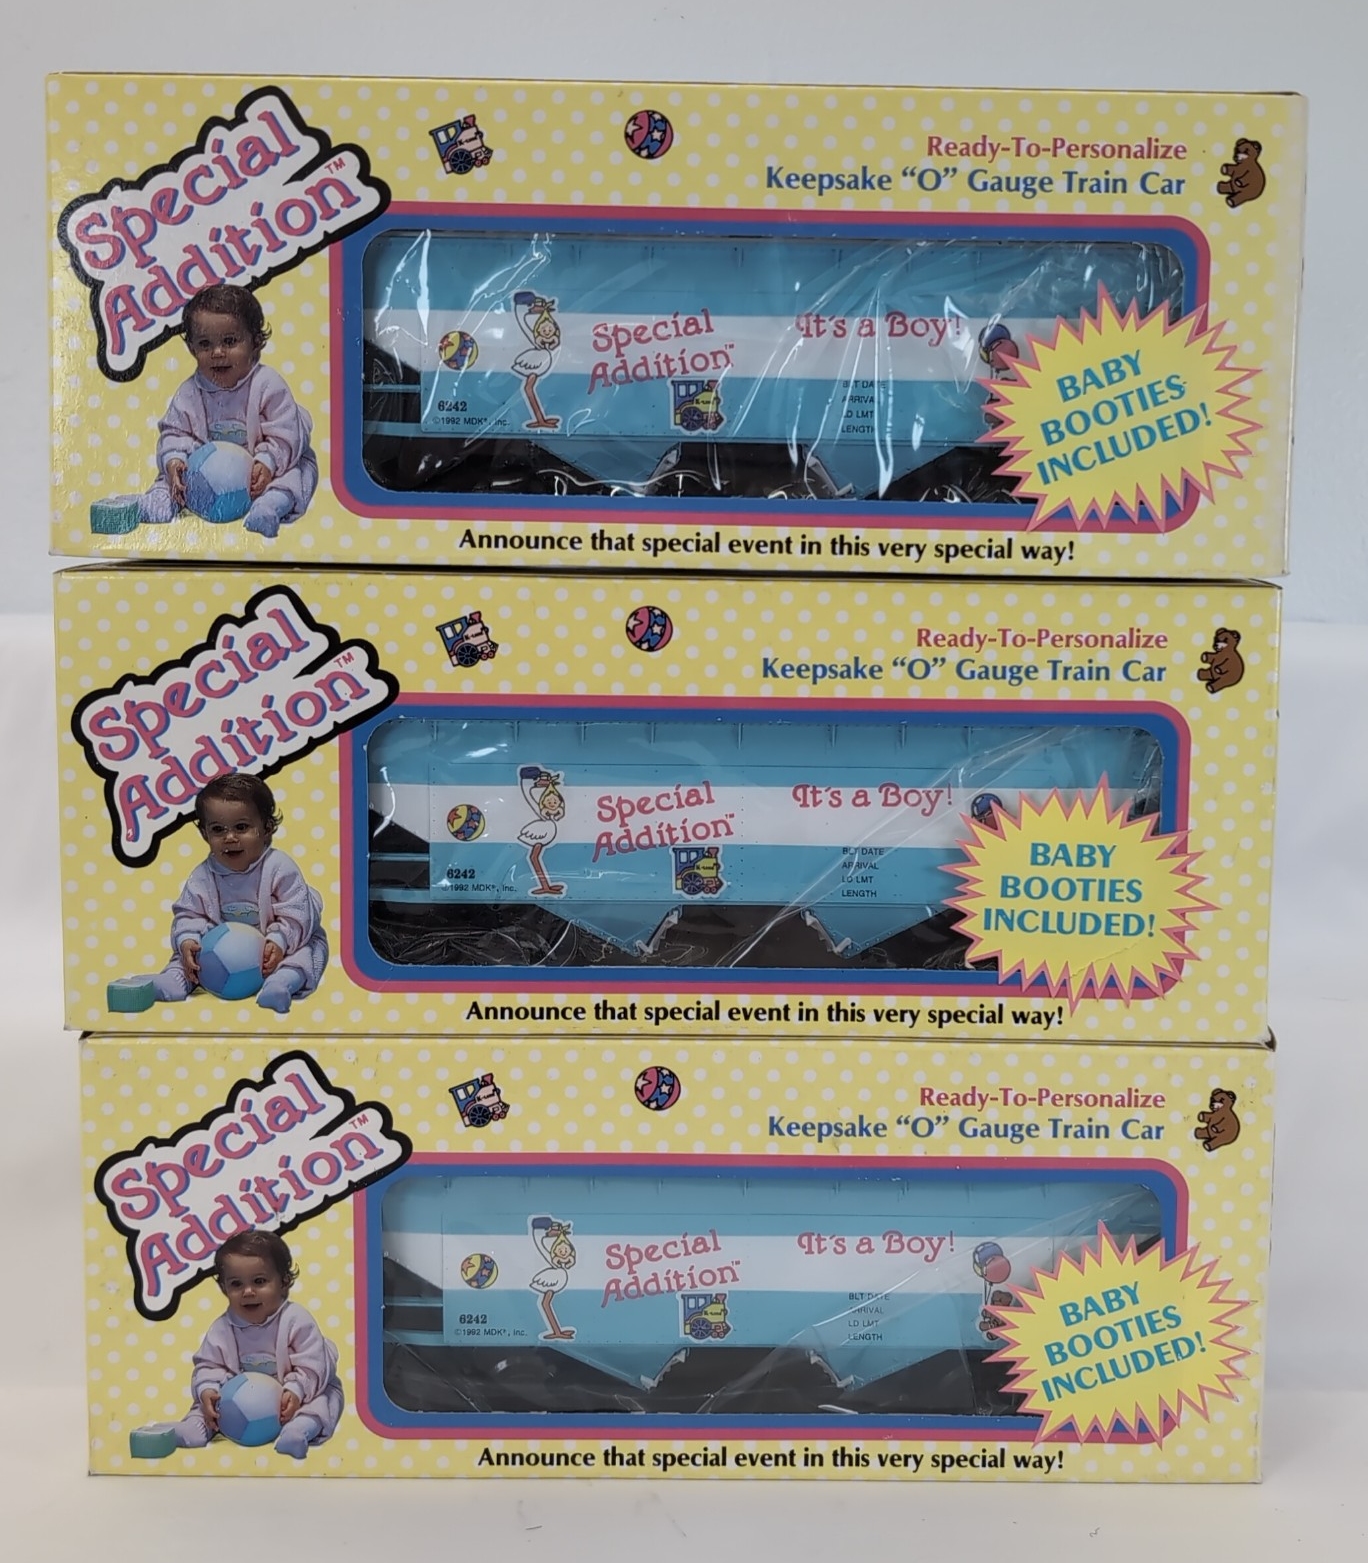 Special
Addition™
Ready-To-Personalize
Keepsake "O" Gauge Train Car
Special
Addition™
It's a Boy!
6242
©1992 MDK®, Inc.
BLT DATE
ARRIVAL
LD LMT
LENGTH
BABY
BOOTIES
INCLUDED!
Announce that special event in this very special way!
Special
Addition™
Ready-To-Personalize
Keepsake "O" Gauge Train Car
Special
Addition™
It's a Boy!
6242
©1992 MDK®, Inc.
BLT DATE
ARRIVAL
LD LMT
LENGTH
BABY
BOOTIES
INCLUDED!
Announce that special event in this very special way!
Special
Addition™
Ready-To-Personalize
Keepsake "O" Gauge Train Car
Special
Addition™
It's a Boy!
6242
©1992 MDK®, Inc.
BLT DATE
ARRIVAL
LD LMT
LENGTH
BABY
BOOTIES
INCLUDED!
Announce that special event in this very special way!